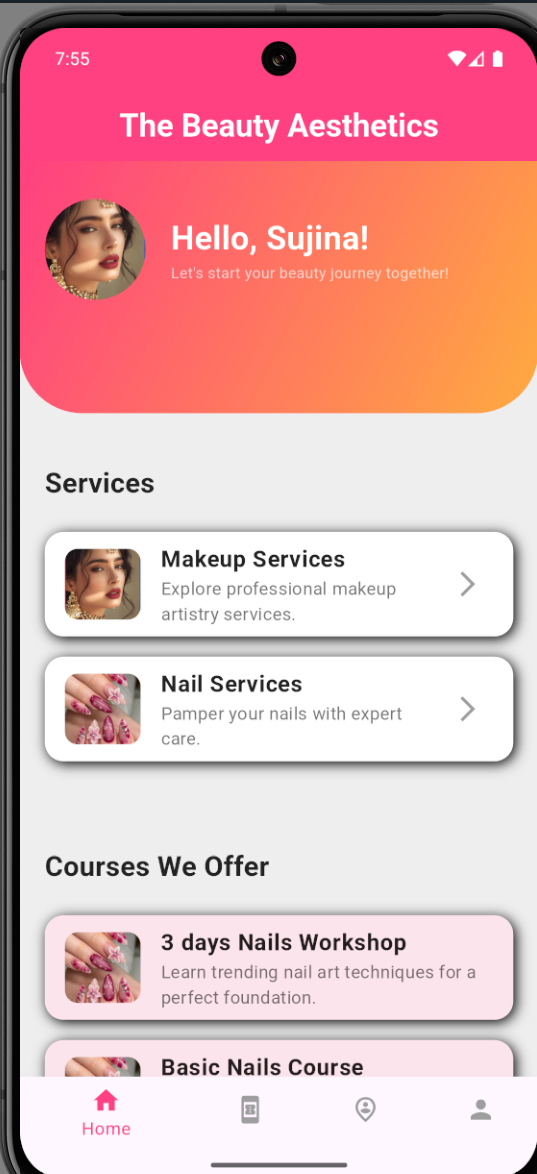 7:55
The Beauty Aesthetics
Hello, Sujina!
Let's start your beauty journey together!
Services
Makeup Services
Explore professional makeup
artistry services.
Nail Services
Pamper your nails with expert
care.
Courses We Offer
3 days Nails Workshop
Learn trending nail art techniques for a
perfect foundation.
Basic Nails Course
Home